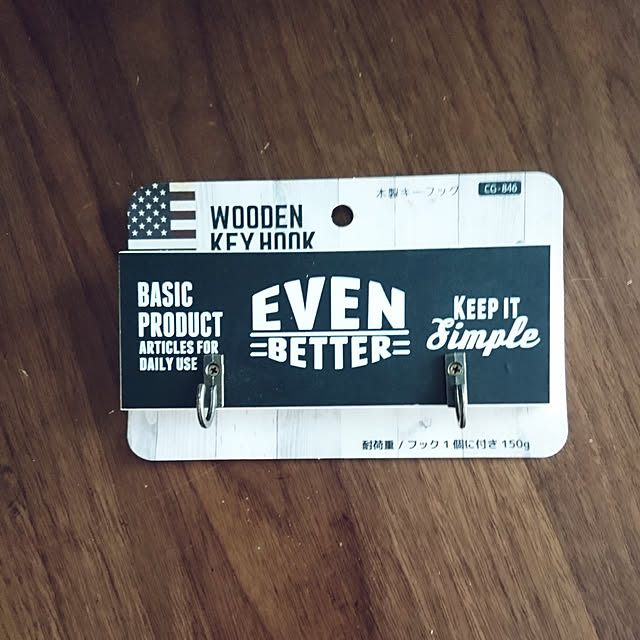 木製キーフック
CG-846
WOODEN
KEY HOOK
BASIC
PRODUCT
ARTICLES FOR
DAILY USE
EVEN
BETTER
KEEP IT
Simple
耐荷重 / フック1個に付き 150g